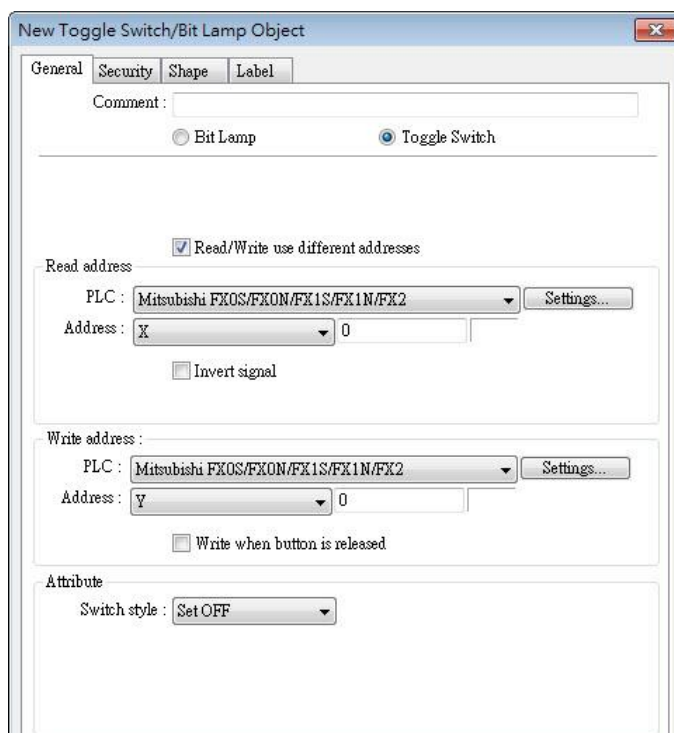 New Toggle Switch/Bit Lamp Object
General Security Shape Label
Comment :
Bit Lamp Toggle Switch
Read/Write use different addresses
Read address
PLC : Mitsubishi FX0S/FX0N/FX1S/FX1N/FX2 Settings...
Address : X 0
Invert signal
Write address :
PLC : Mitsubishi FX0S/FX0N/FX1S/FX1N/FX2 Settings...
Address : Y 0
Write when button is released
Attribute
Switch style : Set OFF